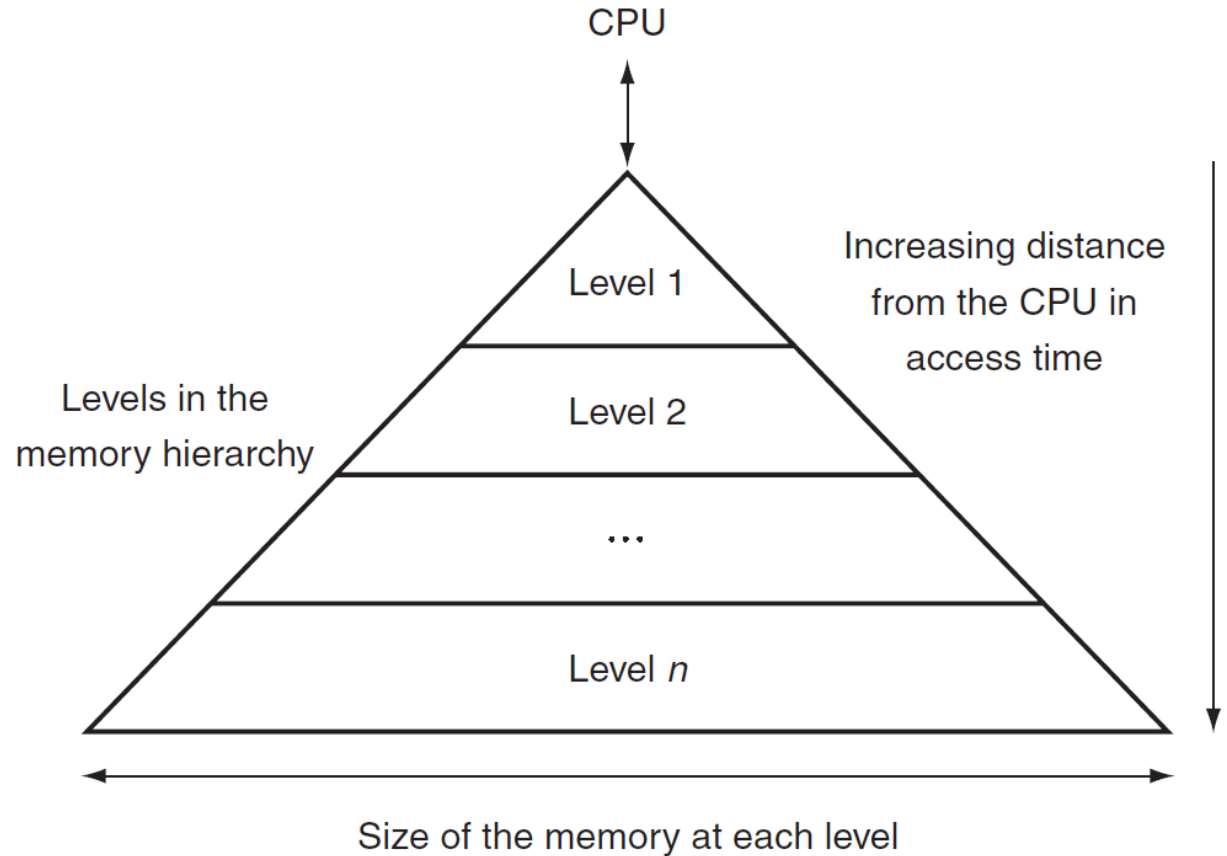 CPU
Level 1
Increasing distance
from the CPU in
access time
Levels in the
memory hierarchy
Level 2
...
Level n
Size of the memory at each level